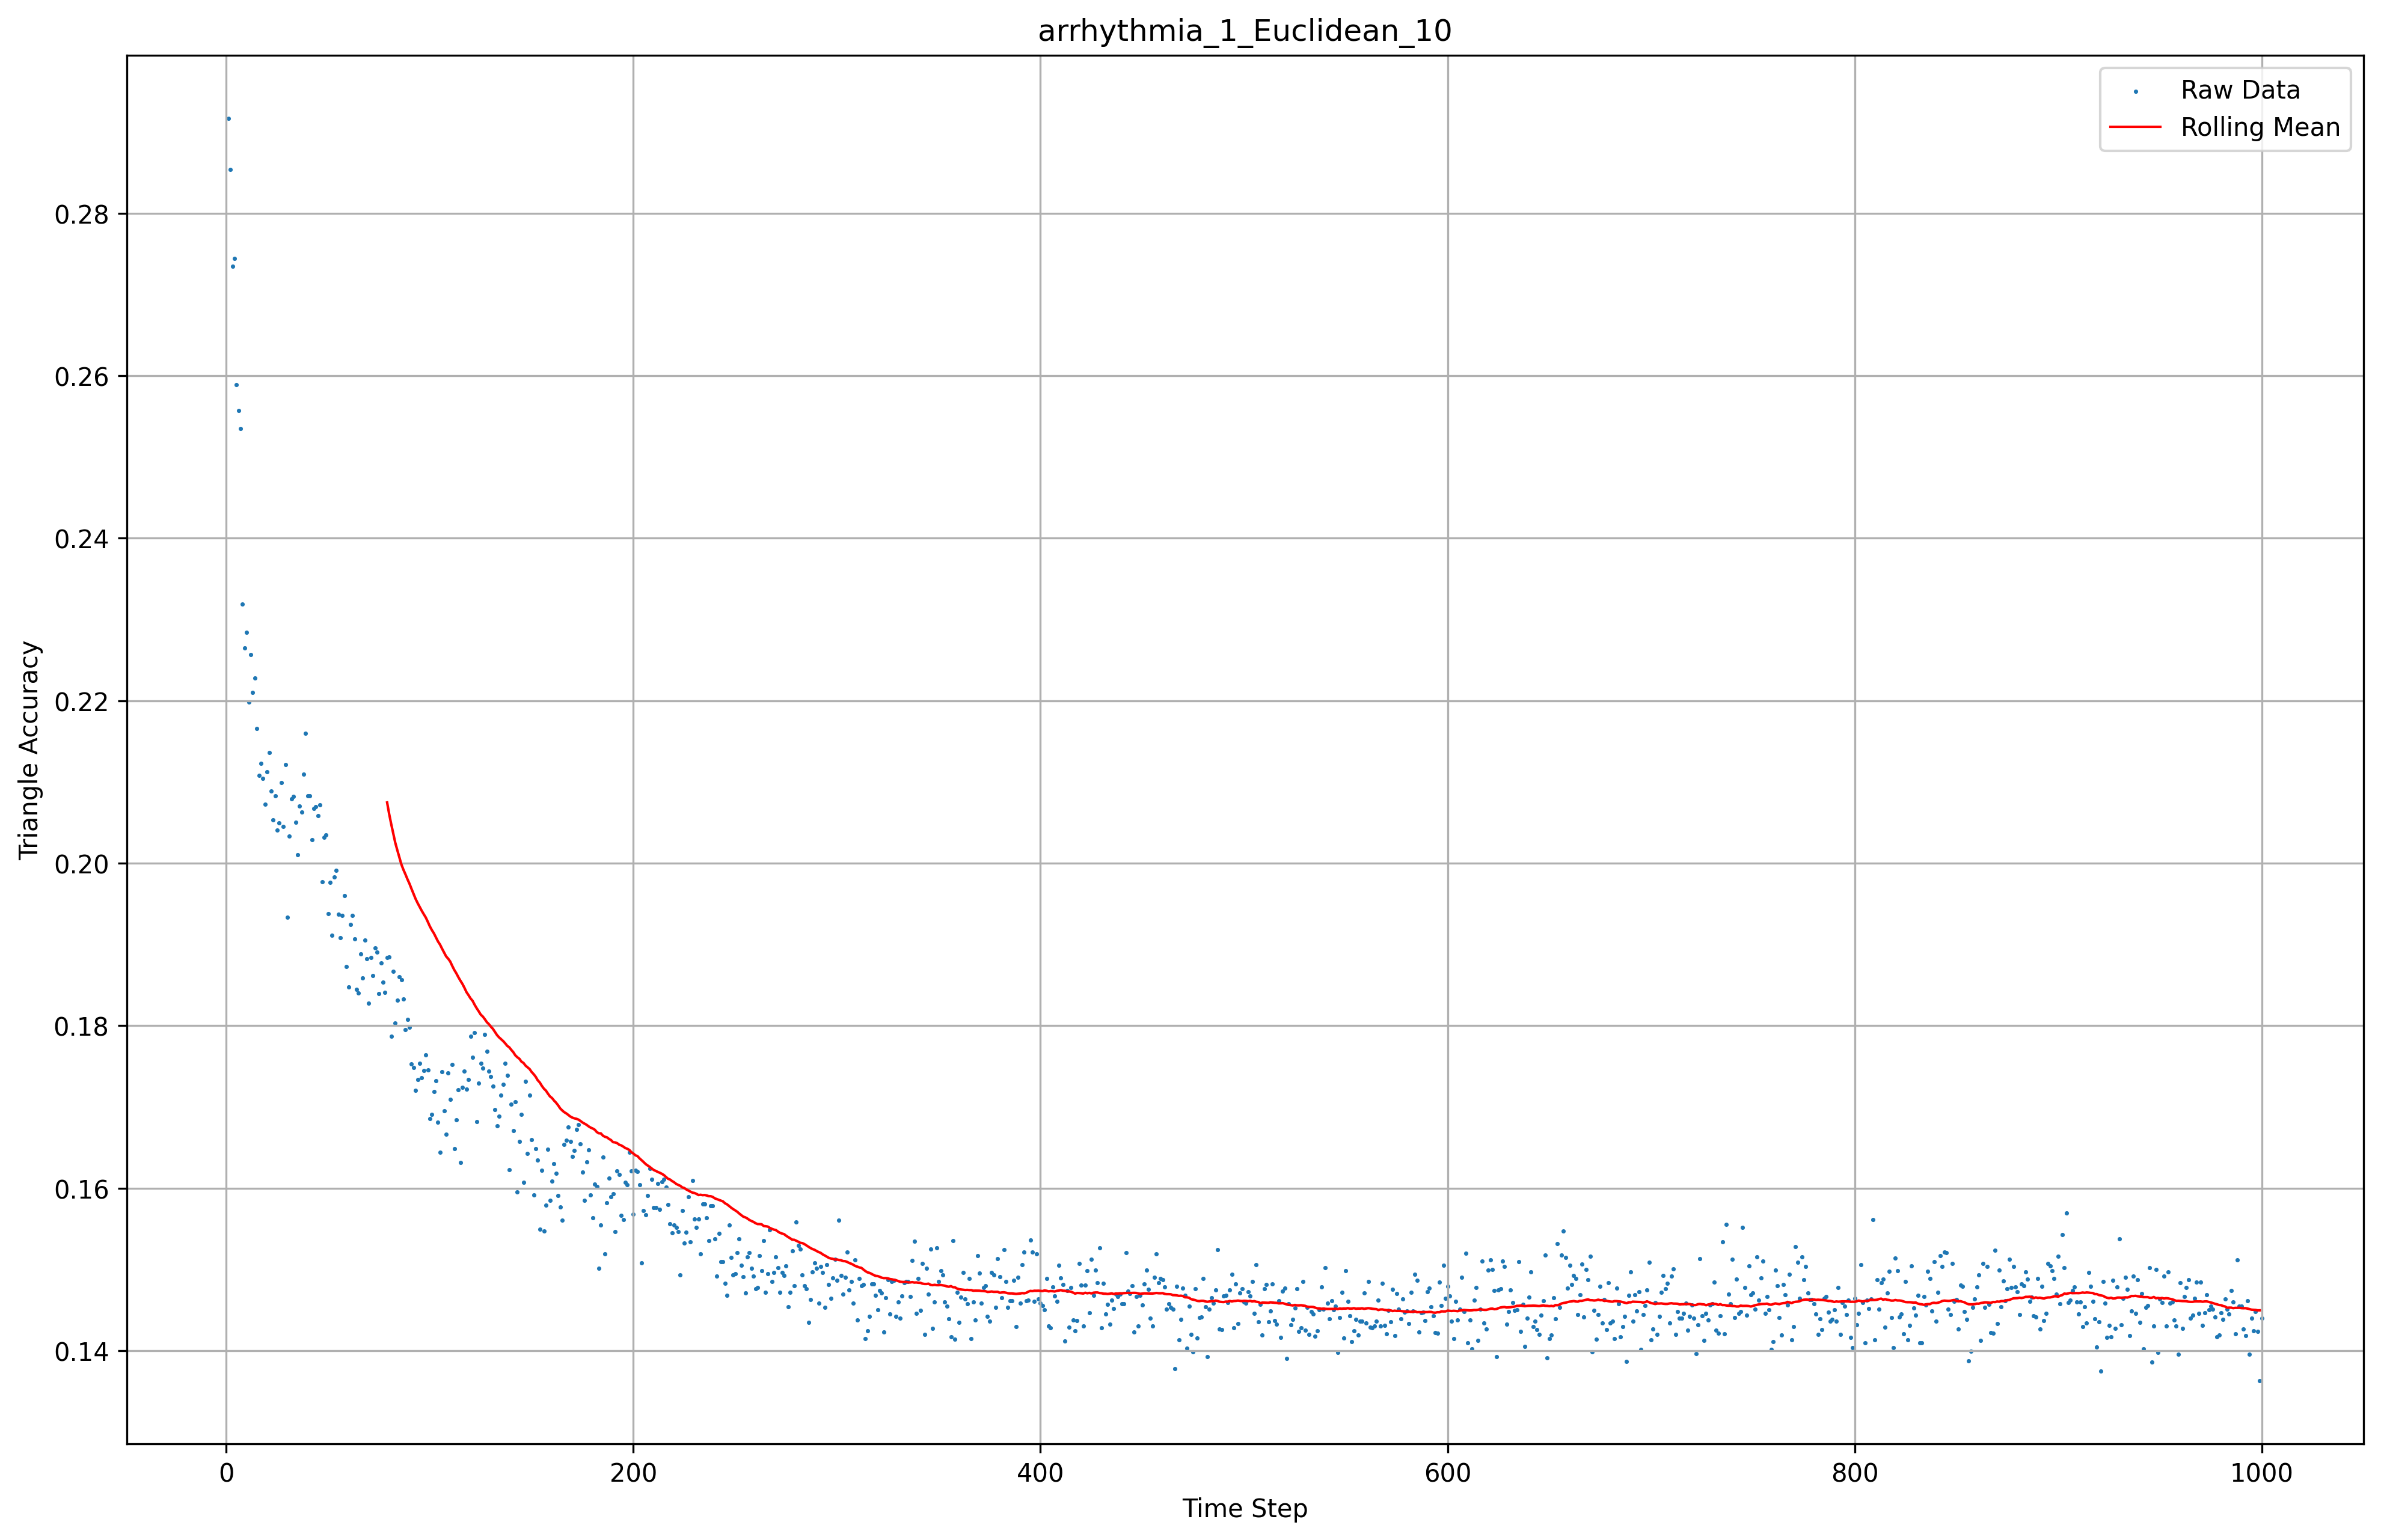 arrhythmia_1_Euclidean_10
Raw Data
Rolling Mean
Triangle Accuracy
0.28
0.26
0.24
0.22
0.20
0.18
0.16
0.14
0 200 400 600 800 1000
Time Step